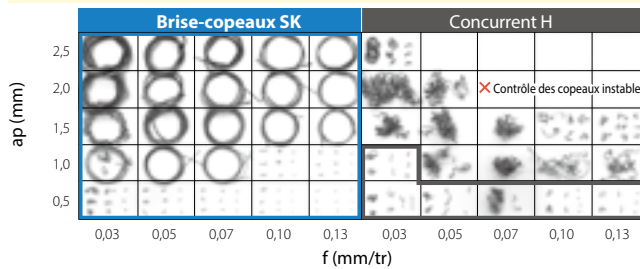 Brise-copeaux SK
Concurrent H
ap (mm)
2,5
2,0
1,5
1,0
0,5
× Contrôle des copeaux instable
0,03 0,05 0,07 0,10 0,13 0,03 0,05 0,07 0,10 0,13
f (mm/tr)